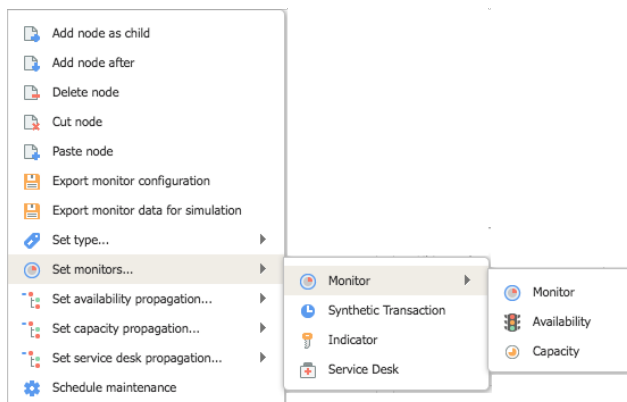 Add node as child
Add node after
Delete node
Cut node
Paste node
Export monitor configuration
Export monitor data for simulation
Set type...
Set monitors...
Set availability propagation...
Set capacity propagation...
Set service desk propagation...
Schedule maintenance
Monitor
Synthetic Transaction
Indicator
Service Desk
Monitor
Availability
Capacity